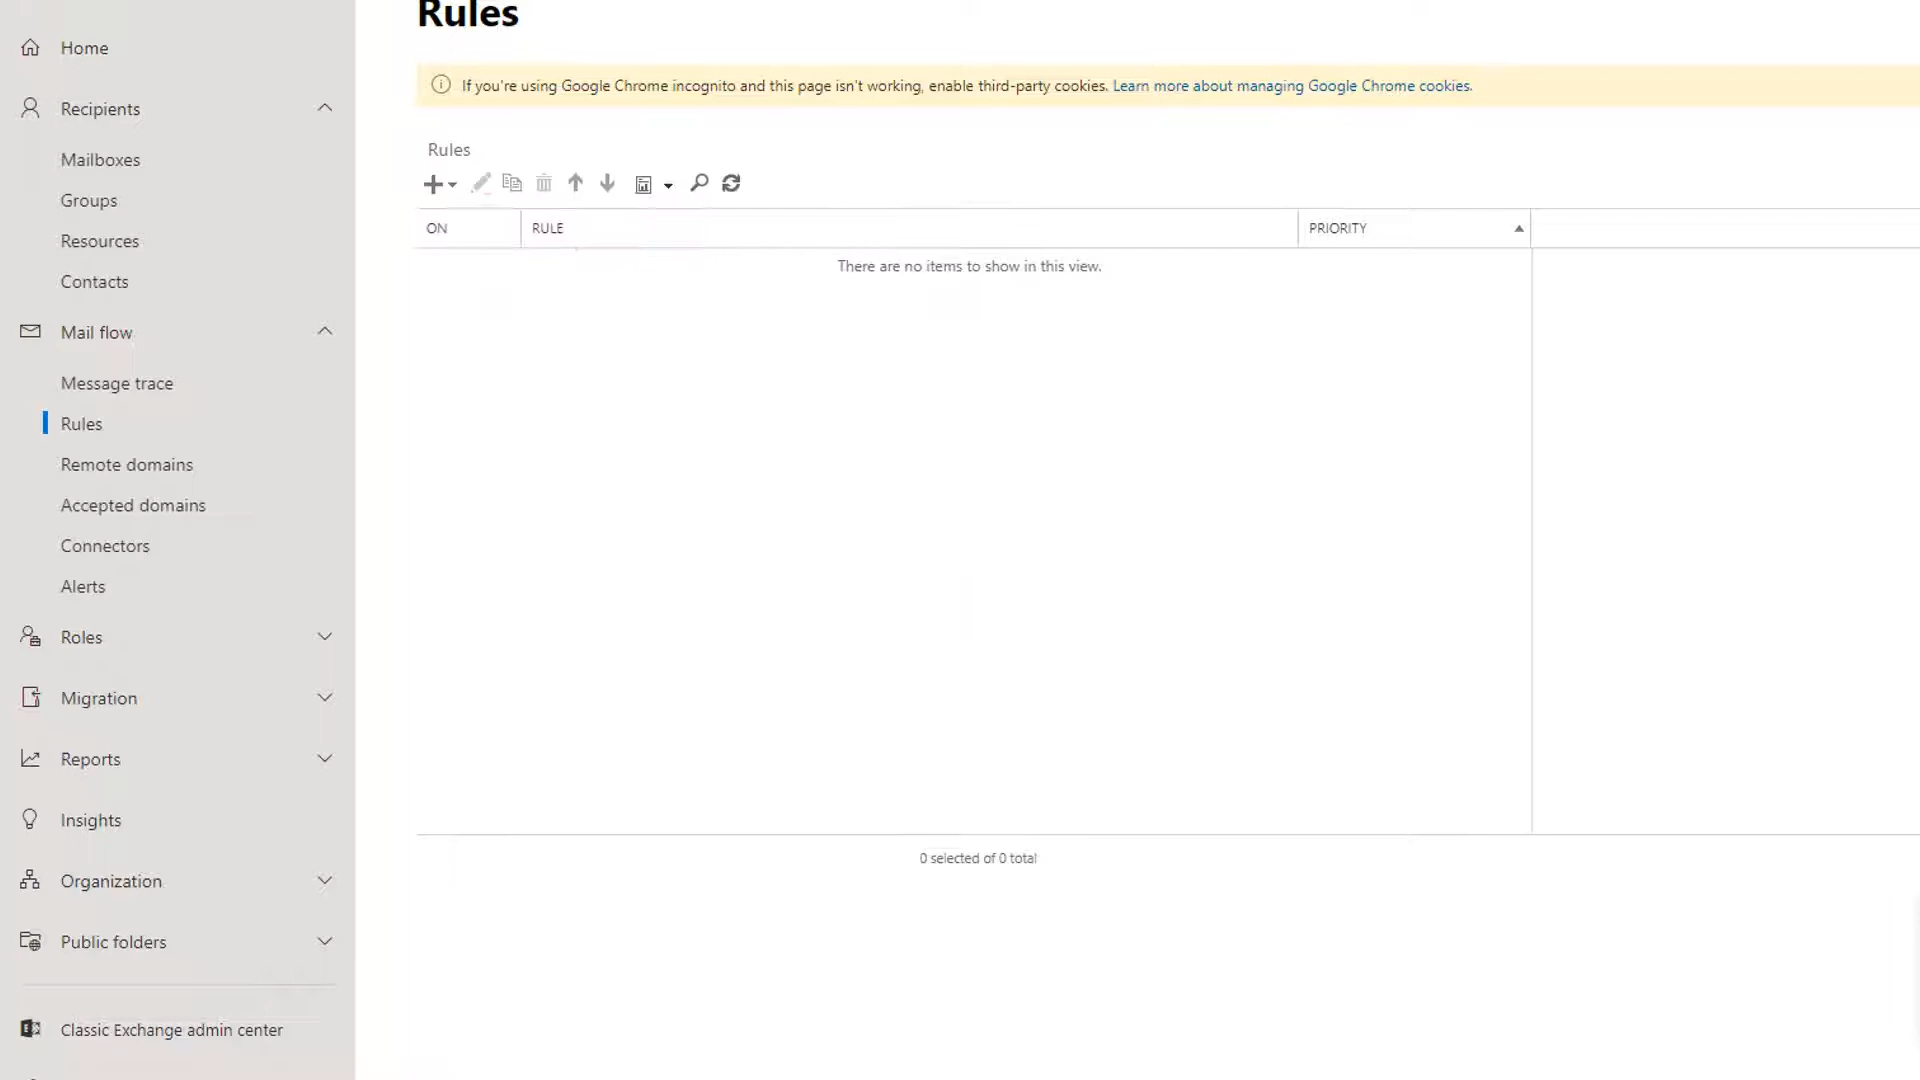 Rules
Home
Recipients
Mailboxes
Groups
Resources
Contacts
Mail flow
Message trace
Rules
Remote domains
Accepted domains
Connectors
Alerts
Roles
Migration
Reports
Insights
Organization
Public folders
Classic Exchange admin center
If you're using Google Chrome incognito and this page isn't working, enable third-party cookies. Learn more about managing Google Chrome cookies.
Rules
ON RULE PRIORITY
There are no items to show in this view.
0 selected of 0 total